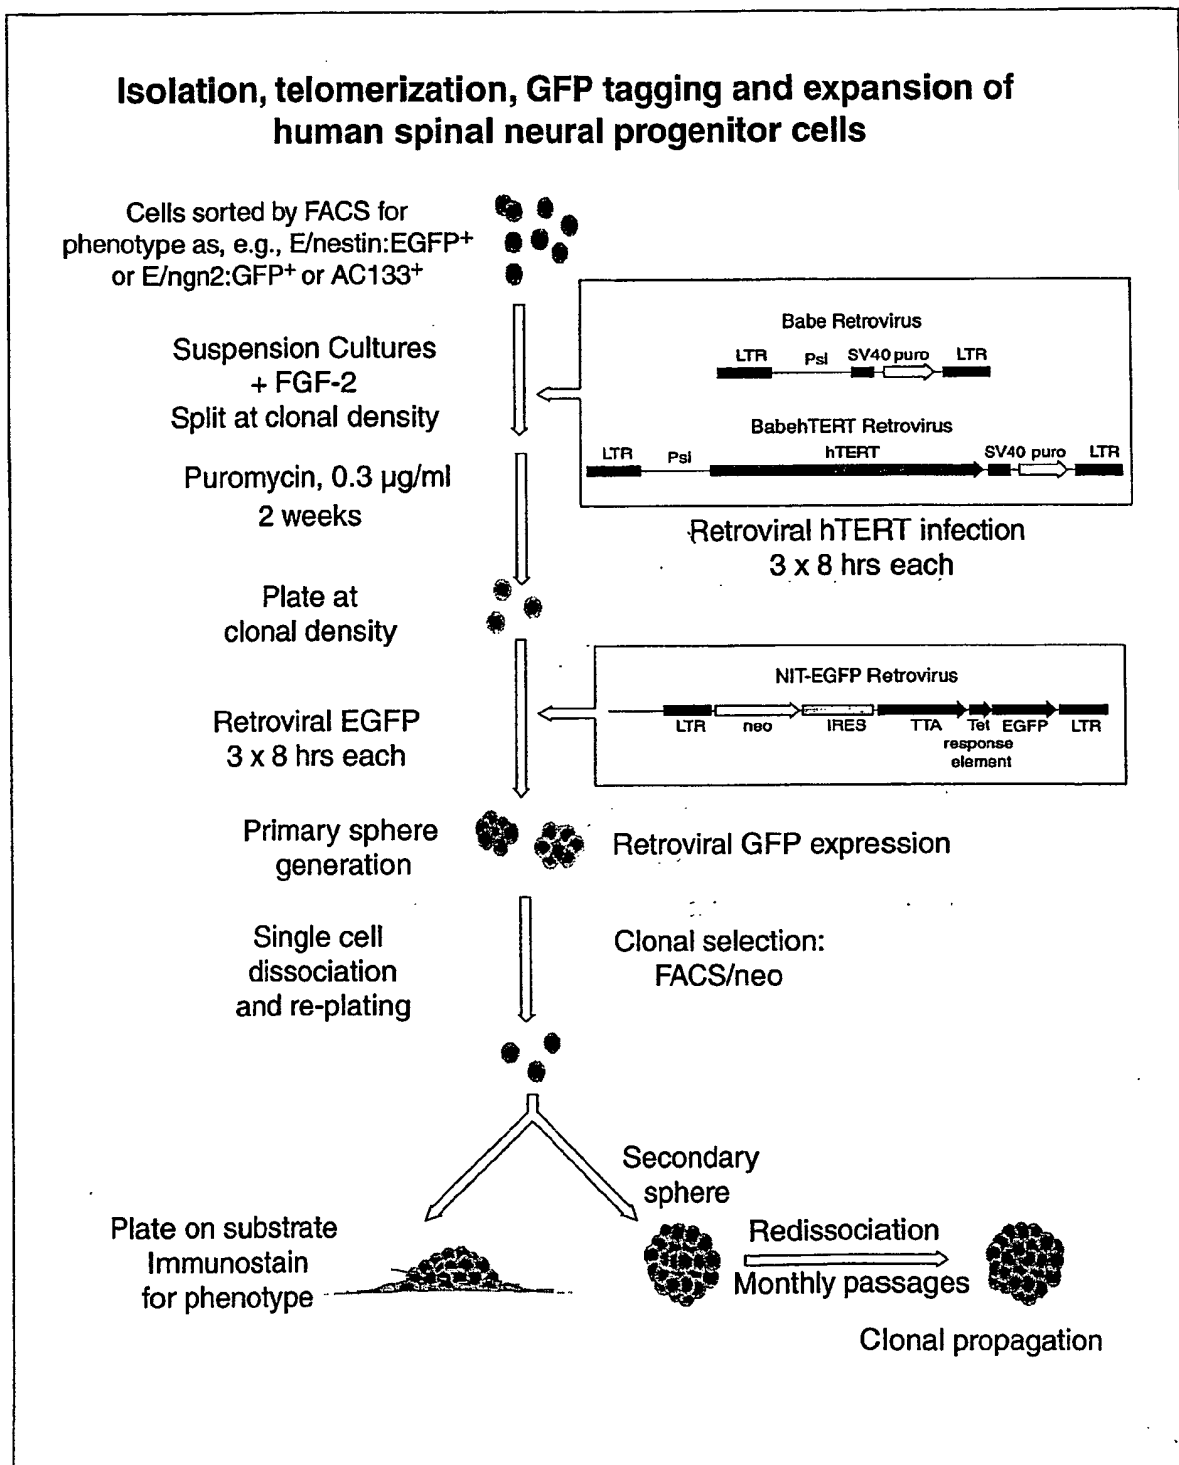 Isolation, telomerization, GFP tagging and expansion of
human spinal neural progenitor cells
Cells sorted by FACS for
phenotype as, e.g., E/nestin:EGFP+
or E/ngn2:GFP+ or AC133+
Suspension Cultures
+ FGF-2
Split at clonal density
Babe Retrovirus
LTR Psi SV40 puro LTR
BabehTERT Retrovirus
LTR Psi hTERT SV40 puro LTR
Retroviral hTERT infection
3 x 8 hrs each
Puromycin, 0.3 µg/ml
2 weeks
Plate at
clonal density
NIT-EGFP Retrovirus
LTR neo IRES TTA Tet EGFP LTR
response
element
Retroviral EGFP
3 x 8 hrs each
Primary sphere
generation
Retroviral GFP expression
Single cell
dissociation
and re-plating
Clonal selection:
FACS/neo
Plate on substrate
Immunostain
for phenotype
Secondary
sphere
Redissociation
Monthly passages
Clonal propagation